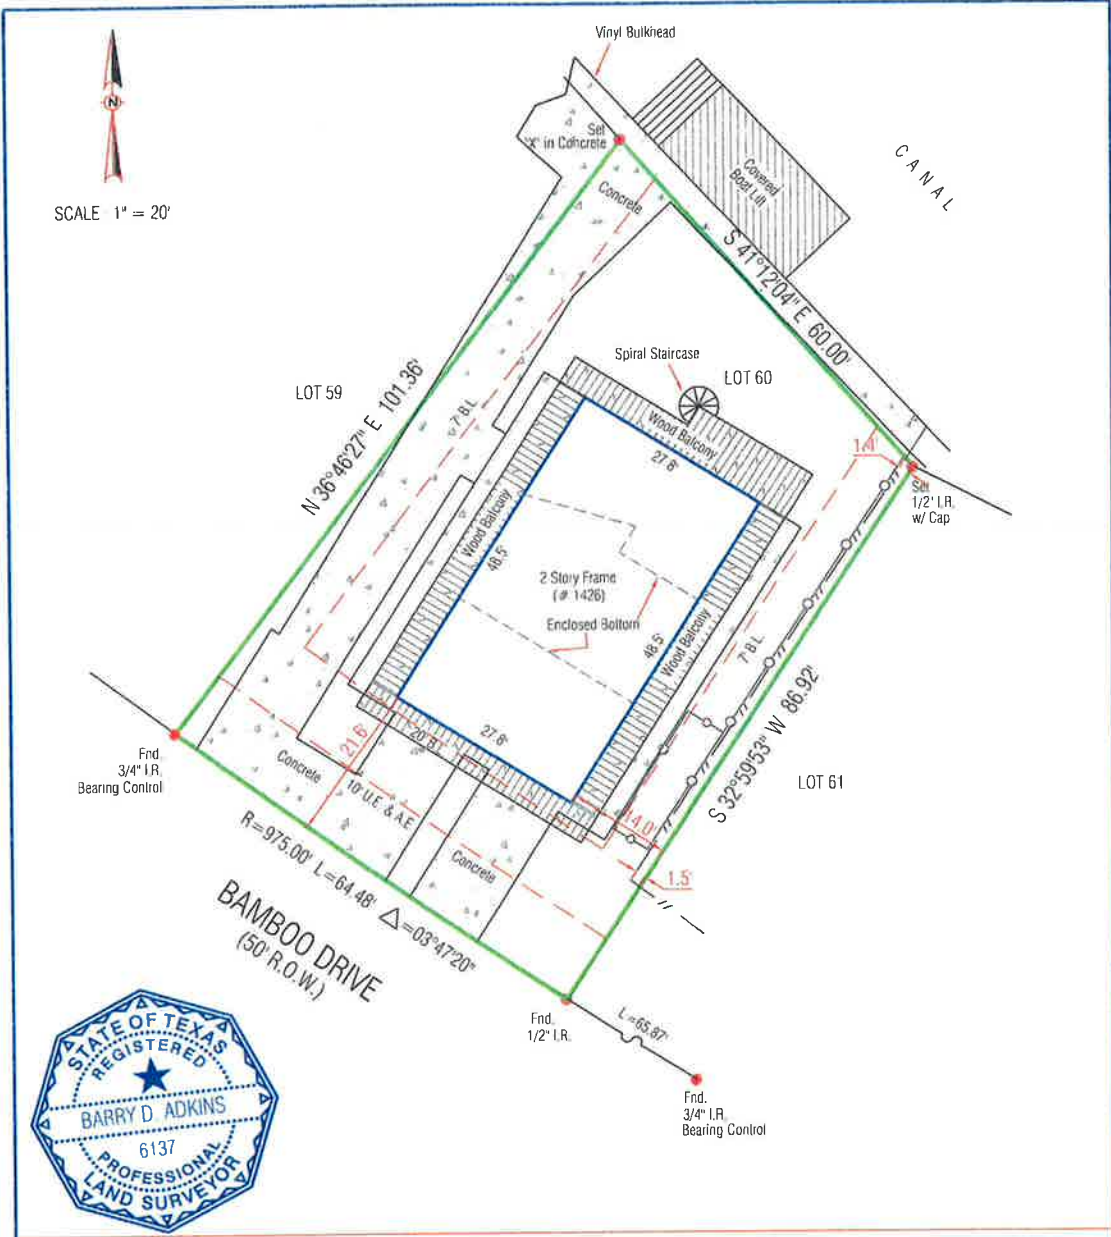 Vinyl Bulkhead
N
SCALE 1" = 20'
Set
"X" in Concrete
CANAL
Covered
Boat Lift
Concrete
S 41°12'04" E 60.00'
Spiral Staircase
LOT 60
LOT 59
N 36°46'27" E 101.36'
7' B.L.
Wood Balcony
27.8'
1.4'
Set
1/2" I.R.
w/ Cap
Wood Balcony
48.5'
2 Story Frame
(# 1426)
Enclosed Bottom
48.5'
Wood Balcony
7' B.L.
S 32°59'53" W 86.92'
LOT 61
Fnd.
3/4" I.R.
Bearing Control
21.6'
20.8'
27.8'
14.0'
Concrete
10' U.E. & A.E.
Concrete
1.5'
R=975.00' L=64.48' △=03°47'20"
BAMBOO DRIVE
(50' R.O.W.)
Fnd.
1/2" I.R.
L=65.87'
Fnd.
3/4" I.R.
Bearing Control
STATE OF TEXAS
REGISTERED
BARRY D. ADKINS
6137
PROFESSIONAL
LAND SURVEYOR